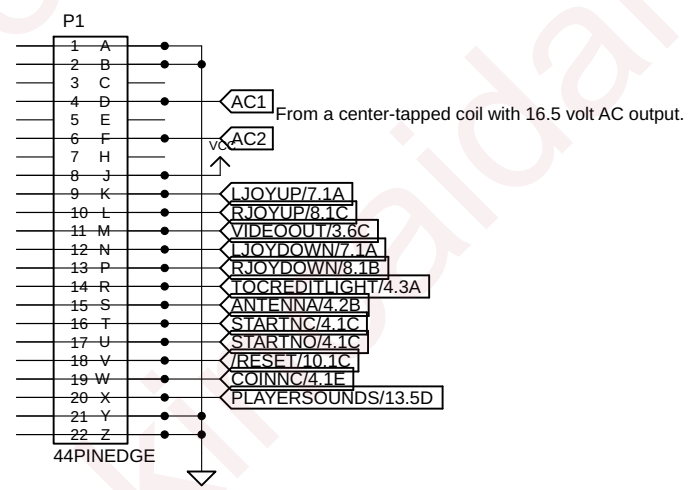 P1
1 A
2 B
3 C
4 D AC1
From a center-tapped coil with 16.5 volt AC output.
5 E
6 F AC2
VCC
7 H
8 J
9 K LJOYUP/7.1A
10 L RJOYUP/8.1C
11 M VIDEOOUT/3.6C
12 N LJOYDOWN/7.1A
13 P RJOYDOWN/8.1B
14 R TOCREDITLIGHT/4.3A
15 S ANTENNA/4.2B
16 T STARTNC/4.1C
17 U STARTNO/4.1C
18 V /RESET/10.1C
19 W COINNC/4.1E
20 X PLAYERSOUNDS/13.5D
21 Y
22 Z
44PINEDGE